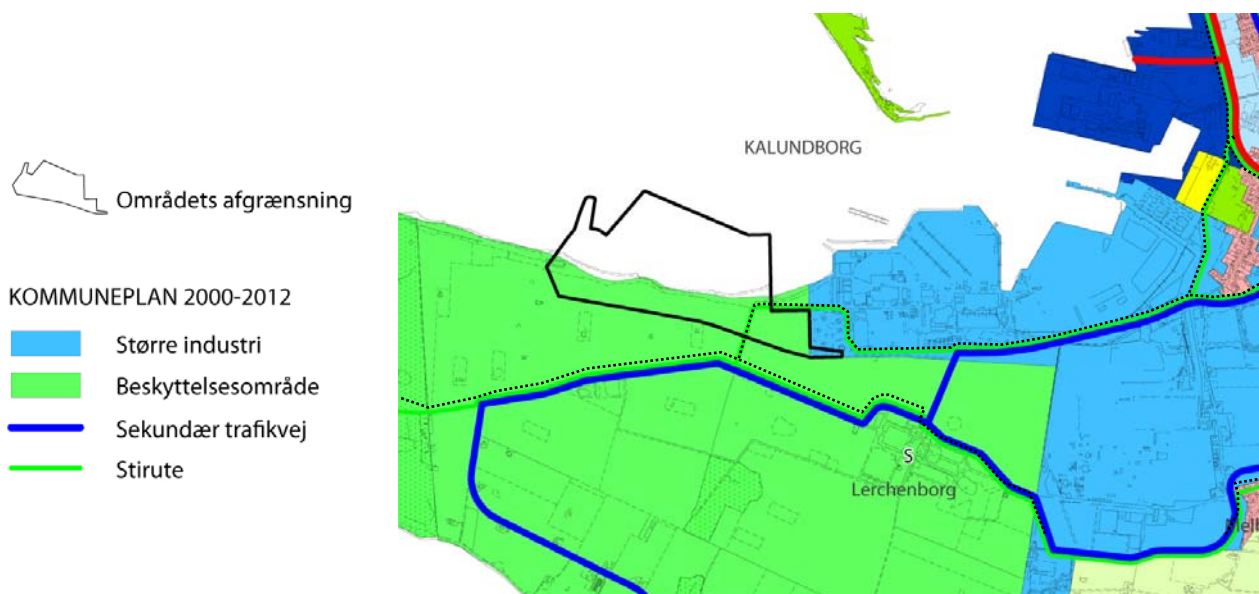 Områdets afgrænsning
KOMMUNEPLAN 2000-2012
Større industri
Beskyttelsesområde
Sekundær trafikvej
Stirute
KALUNDBORG
S
Lerchenborg